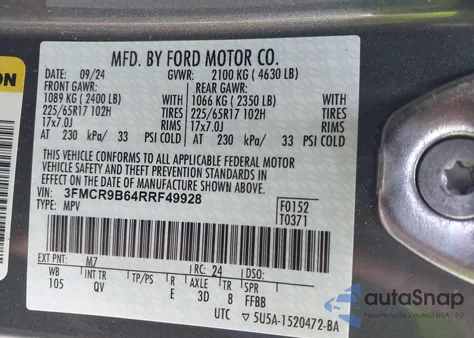 ON
MFD. BY FORD MOTOR CO.
DATE: 09/24 GVWR: 2100 KG ( 4630 LB)
FRONT GAWR: REAR GAWR:
1089 KG ( 2400 LB) WITH 1066 KG ( 2350 LB) WITH
225/65R17 102H TIRES 225/65R17 102H TIRES
17x7.0J RIMS 17x7.0J RIMS
AT 230 kPa/ 33 PSI COLD AT 230 kPa/ 33 PSI COLD
THIS VEHICLE CONFORMS TO ALL APPLICABLE FEDERAL MOTOR
VEHICLE SAFETY AND THEFT PREVENTION STANDARDS IN EFFECT
ON THE DATE OF MANUFACTURE SHOWN ABOVE.
VIN: 3FMCR9B64RRF49928 F0152
TYPE: MPV T0371
EXT PNT: M7 RC: 24 DSO:
WB INT TR TP/PS R AXLE TR SPR
105 QV E 3D 8 FFBB
UTC ▽5U5A-1520472-BA
autoSnap